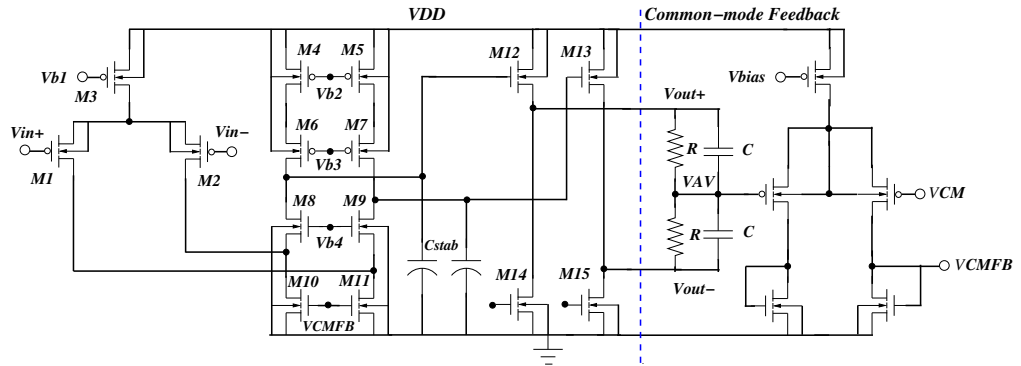 VDD
Common−mode Feedback
Vb1
M3
M4
M5
Vb2
M12
M13
Vbias
Vout+
Vin+
Vin−
M1
M2
M6
M7
Vb3
R
C
VAV
VCM
M8
M9
Vb4
Cstab
R
C
VCMFB
M10
M11
VCMFB
M14
M15
Vout−